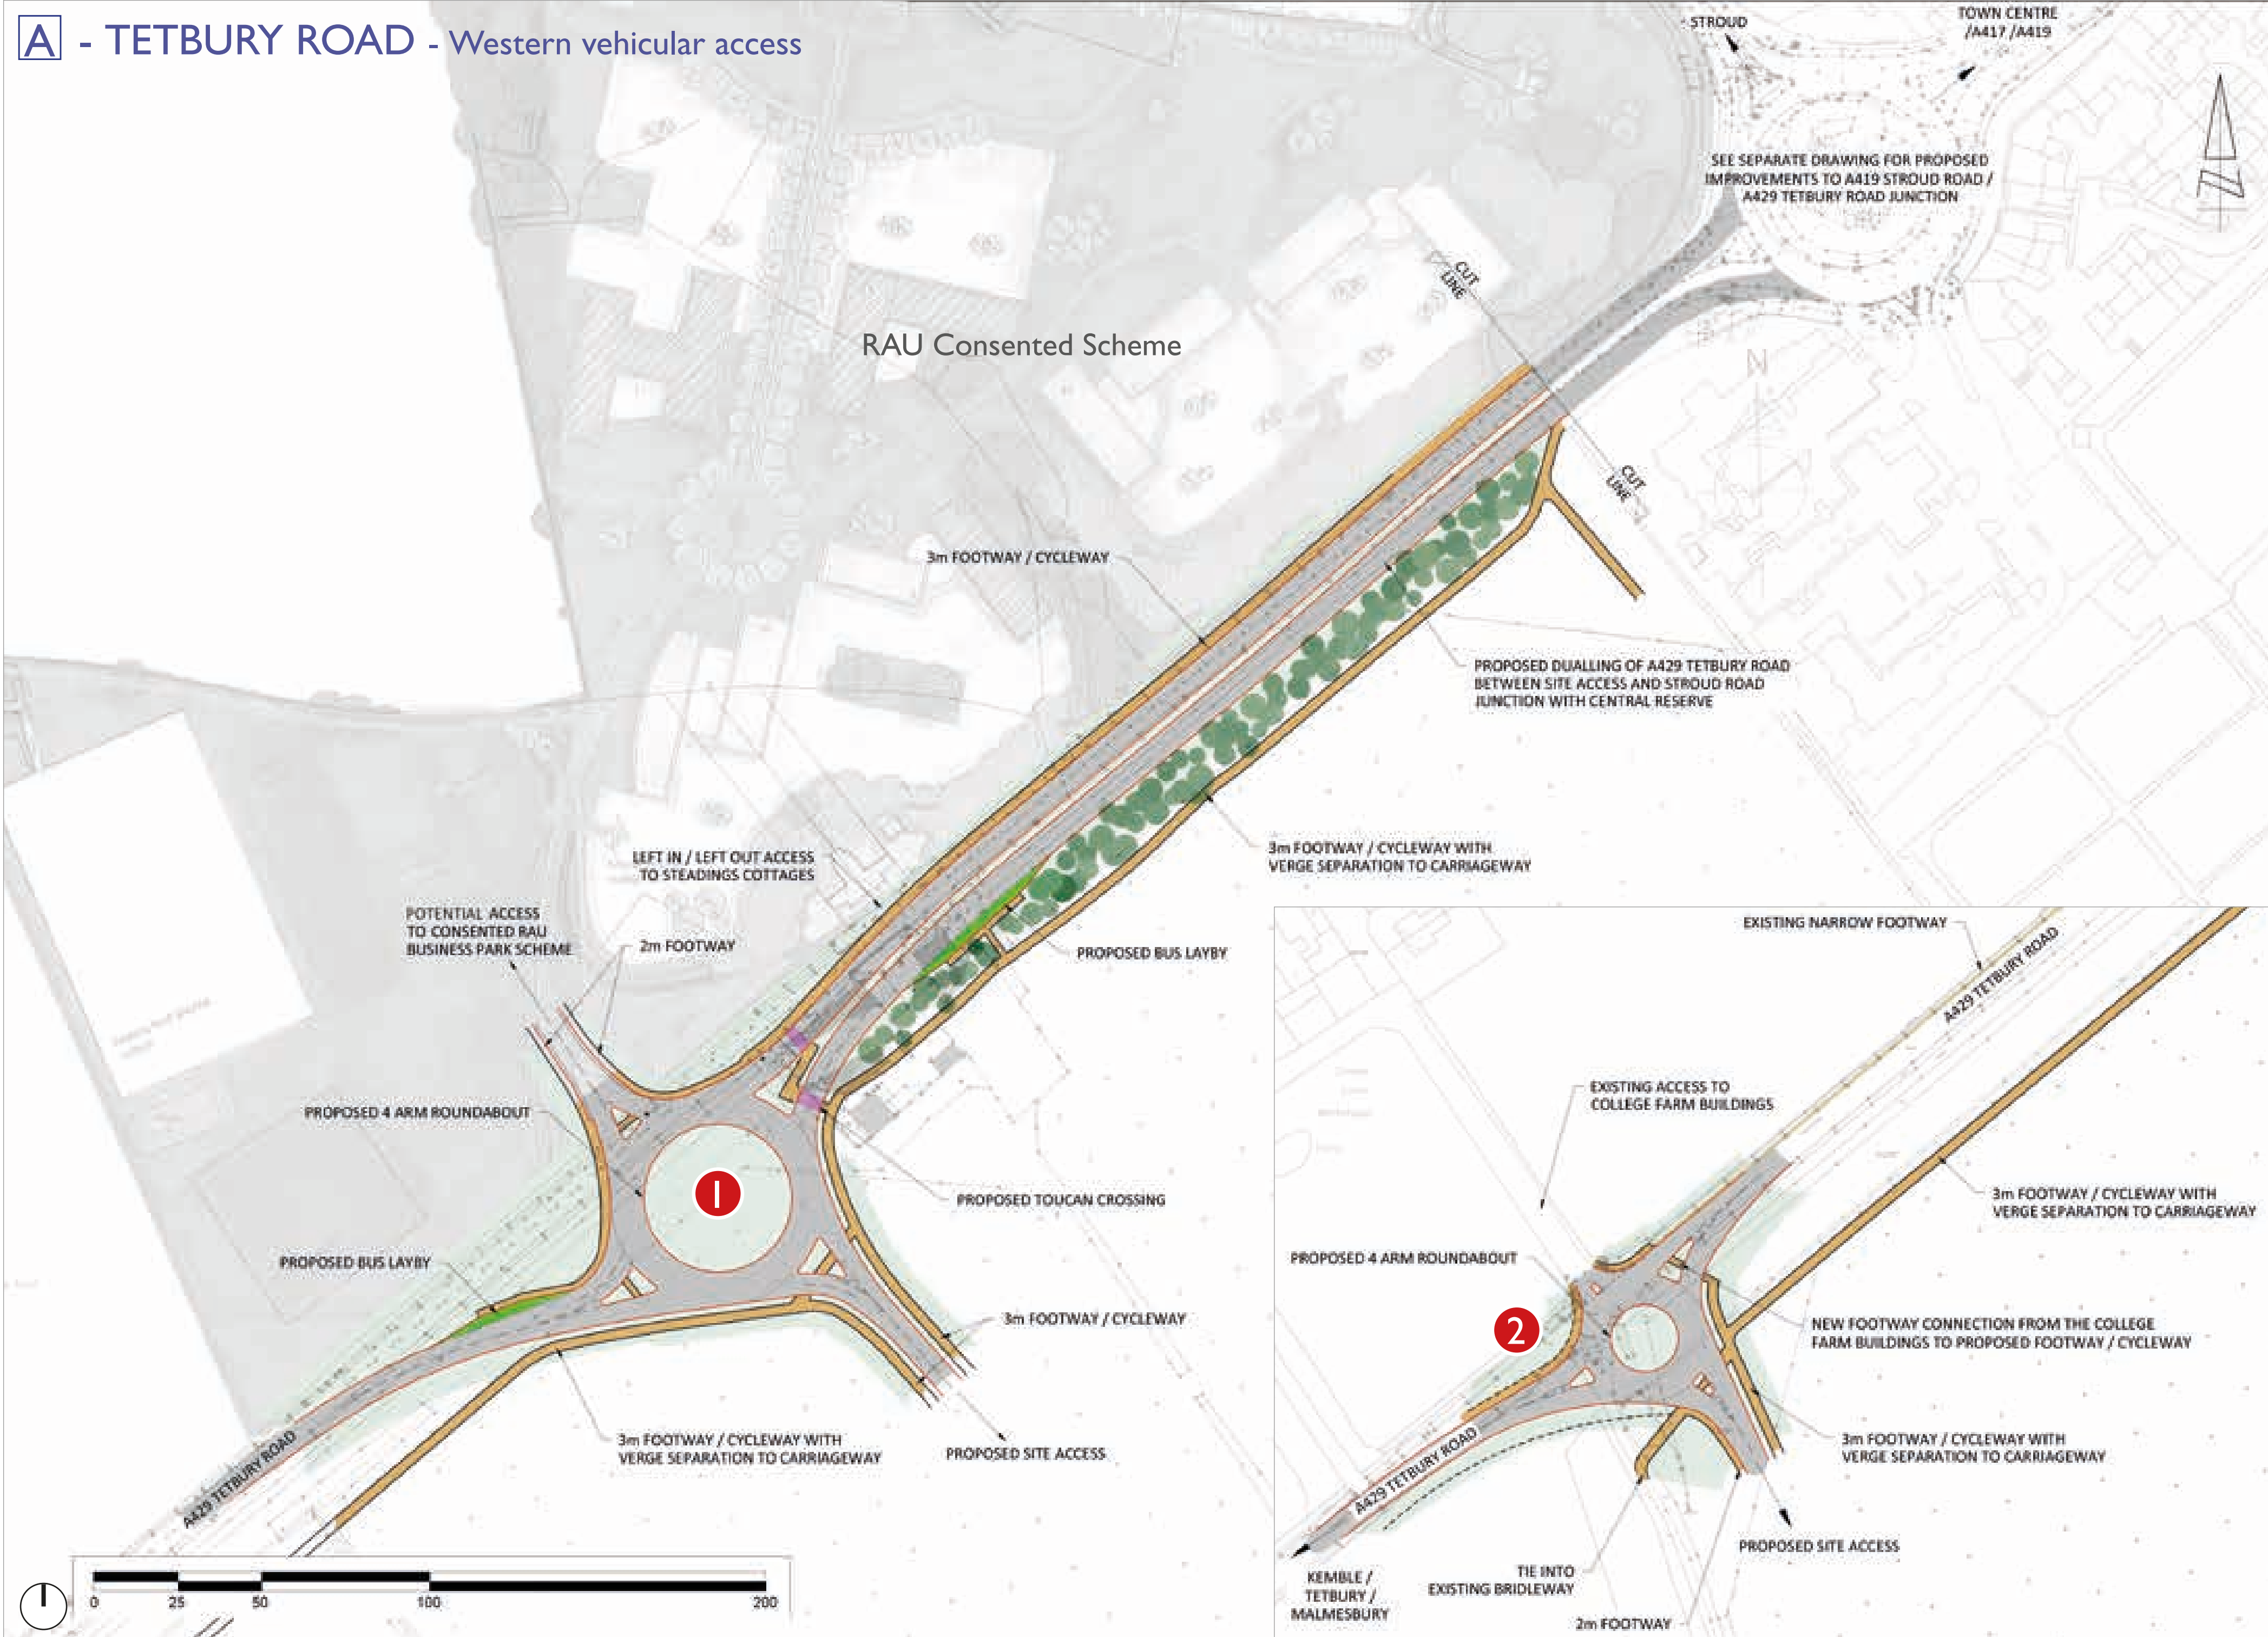 A - TETBURY ROAD - Western vehicular access
STROUD
TOWN CENTRE
/A417 /A419
SEE SEPARATE DRAWING FOR PROPOSED
IMPROVEMENTS TO A419 STROUD ROAD /
A429 TETBURY ROAD JUNCTION
N
CUT
LINE
RAU Consented Scheme
N
CUT
LINE
3m FOOTWAY / CYCLEWAY
PROPOSED DUALLING OF A429 TETBURY ROAD
BETWEEN SITE ACCESS AND STROUD ROAD
JUNCTION WITH CENTRAL RESERVE
3m FOOTWAY / CYCLEWAY WITH
VERGE SEPARATION TO CARRIAGEWAY
LEFT IN / LEFT OUT ACCESS
TO STEADINGS COTTAGES
POTENTIAL ACCESS
TO CONSENTED RAU
BUSINESS PARK SCHEME
2m FOOTWAY
PROPOSED BUS LAYBY
PROPOSED 4 ARM ROUNDABOUT
1
PROPOSED TOUCAN CROSSING
PROPOSED BUS LAYBY
3m FOOTWAY / CYCLEWAY
3m FOOTWAY / CYCLEWAY WITH
VERGE SEPARATION TO CARRIAGEWAY
PROPOSED SITE ACCESS
A429 TETBURY ROAD
0 25 50 100 200
EXISTING NARROW FOOTWAY
A429 TETBURY ROAD
EXISTING ACCESS TO
COLLEGE FARM BUILDINGS
3m FOOTWAY / CYCLEWAY WITH
VERGE SEPARATION TO CARRIAGEWAY
PROPOSED 4 ARM ROUNDABOUT
2
NEW FOOTWAY CONNECTION FROM THE COLLEGE
FARM BUILDINGS TO PROPOSED FOOTWAY / CYCLEWAY
3m FOOTWAY / CYCLEWAY WITH
VERGE SEPARATION TO CARRIAGEWAY
A429 TETBURY ROAD
PROPOSED SITE ACCESS
KEMBLE /
TETBURY /
MALMESBURY
TIE INTO
EXISTING BRIDLEWAY
2m FOOTWAY